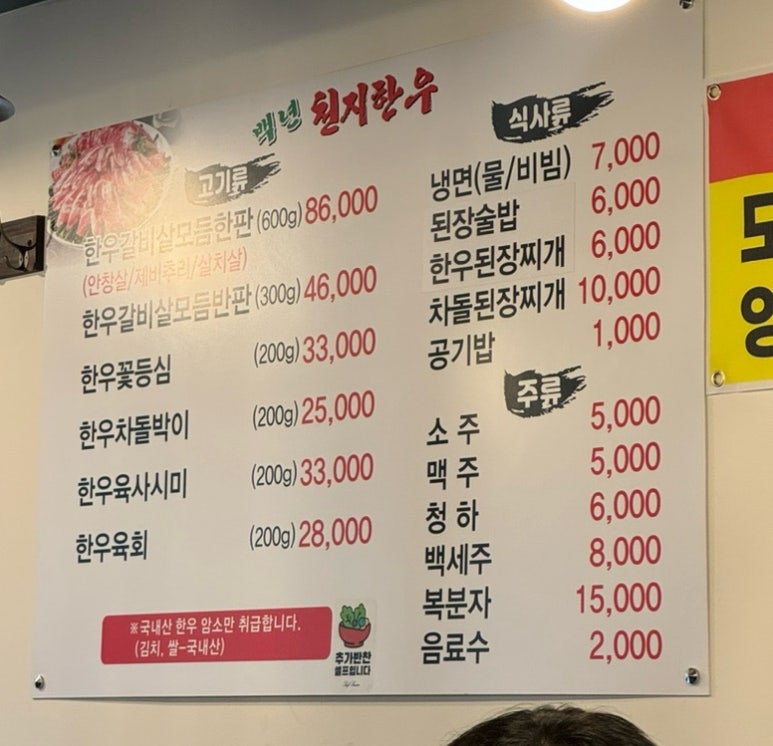 백년 천지한우
고기류
한우갈비살모듬한판 (600g) 86,000
(안창살/제비추리/살치살)
한우갈비살모듬반판 (300g) 46,000
한우꽃등심 (200g) 33,000
한우차돌박이 (200g) 25,000
한우육사시미 (200g) 33,000
한우육회 (200g) 28,000
※국내산 한우 암소만 취급합니다.
(김치, 쌀-국내산)
추가반찬
셀프입니다
식사류
냉면(물/비빔) 7,000
된장술밥 6,000
한우된장찌개 6,000
차돌된장찌개 10,000
공기밥 1,000
주류
소 주 5,000
맥 주 5,000
청 하 6,000
백세주 8,000
복분자 15,000
음료수 2,000